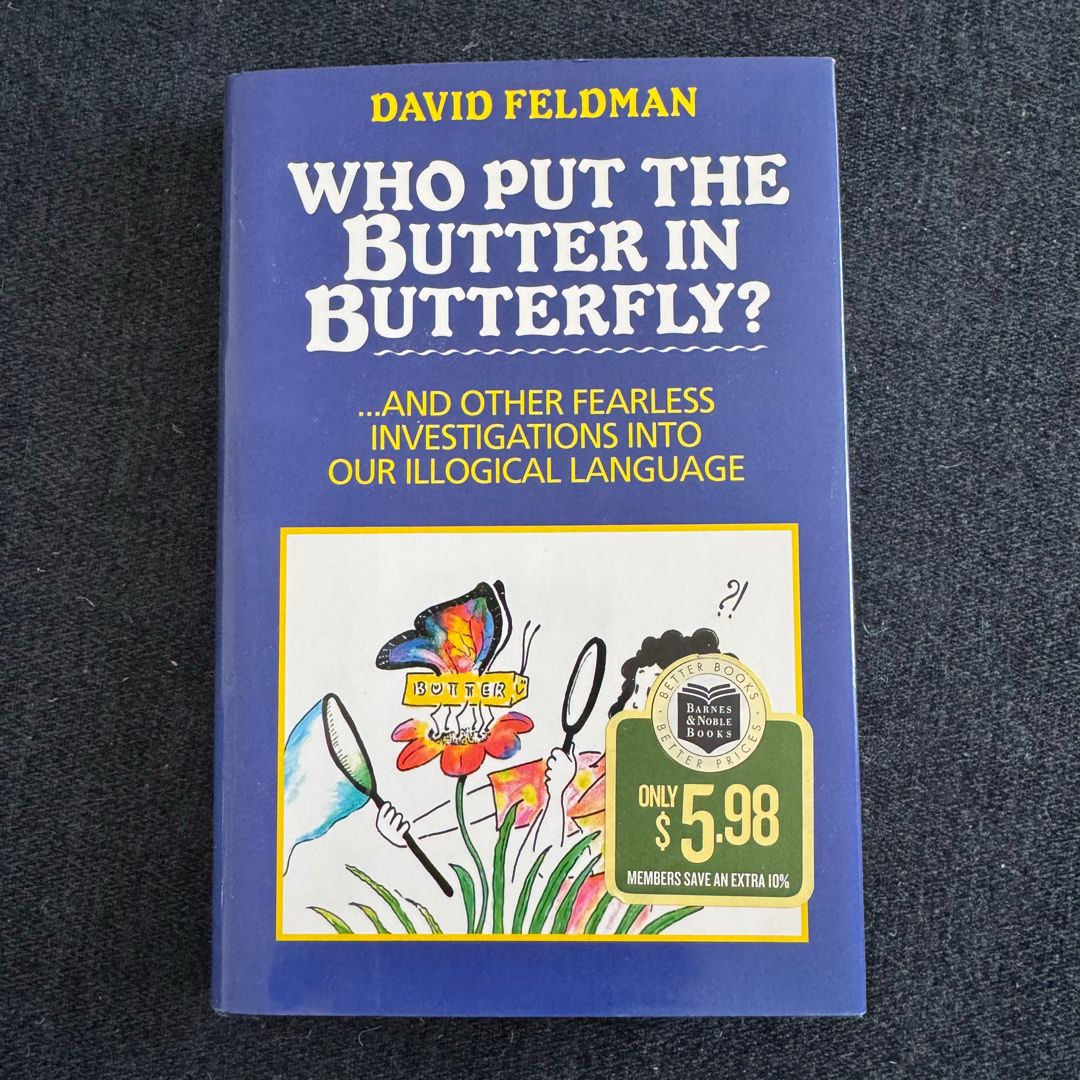 DAVID FELDMAN
WHO PUT THE
BUTTER IN
BUTTERFLY?
...AND OTHER FEARLESS
INVESTIGATIONS INTO
OUR ILLOGICAL LANGUAGE
?!
BUTTER
BETTER BOOKS
BARNES
& NOBLE
BOOKS
BETTER PRICES
ONLY
$5.98
MEMBERS SAVE AN EXTRA 10%